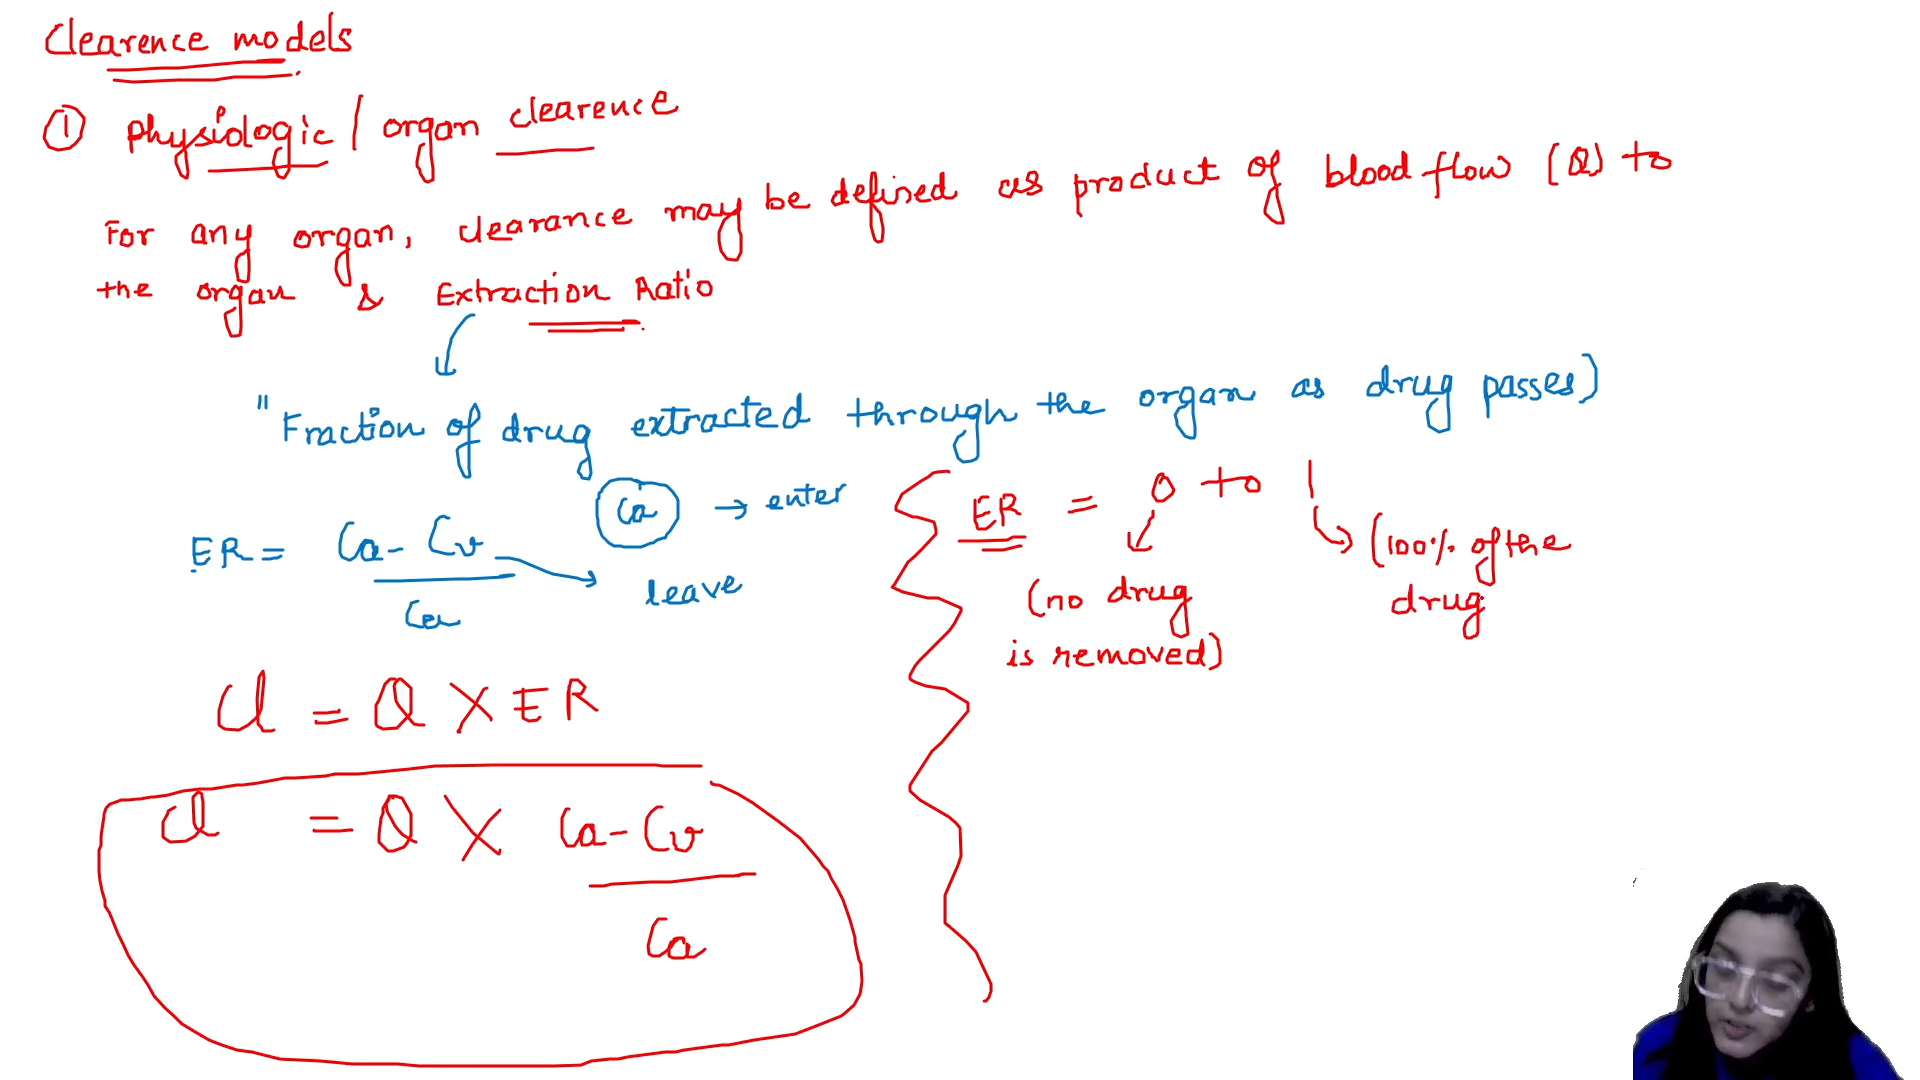 Clearence models
① Physiologic / organ clearence
For any organ, clearance may be defined as product of blood flow (Q) to
the organ & Extraction Ratio
"Fraction of drug extracted through the organ as drug passes)
ER = Ca - Cv
Ca
Ca → enter
leave
Cl = Q X ER
Cl = Q X Ca - Cv
Ca
ER = 0 to 1
(no drug
is removed)
(100% of the
drug